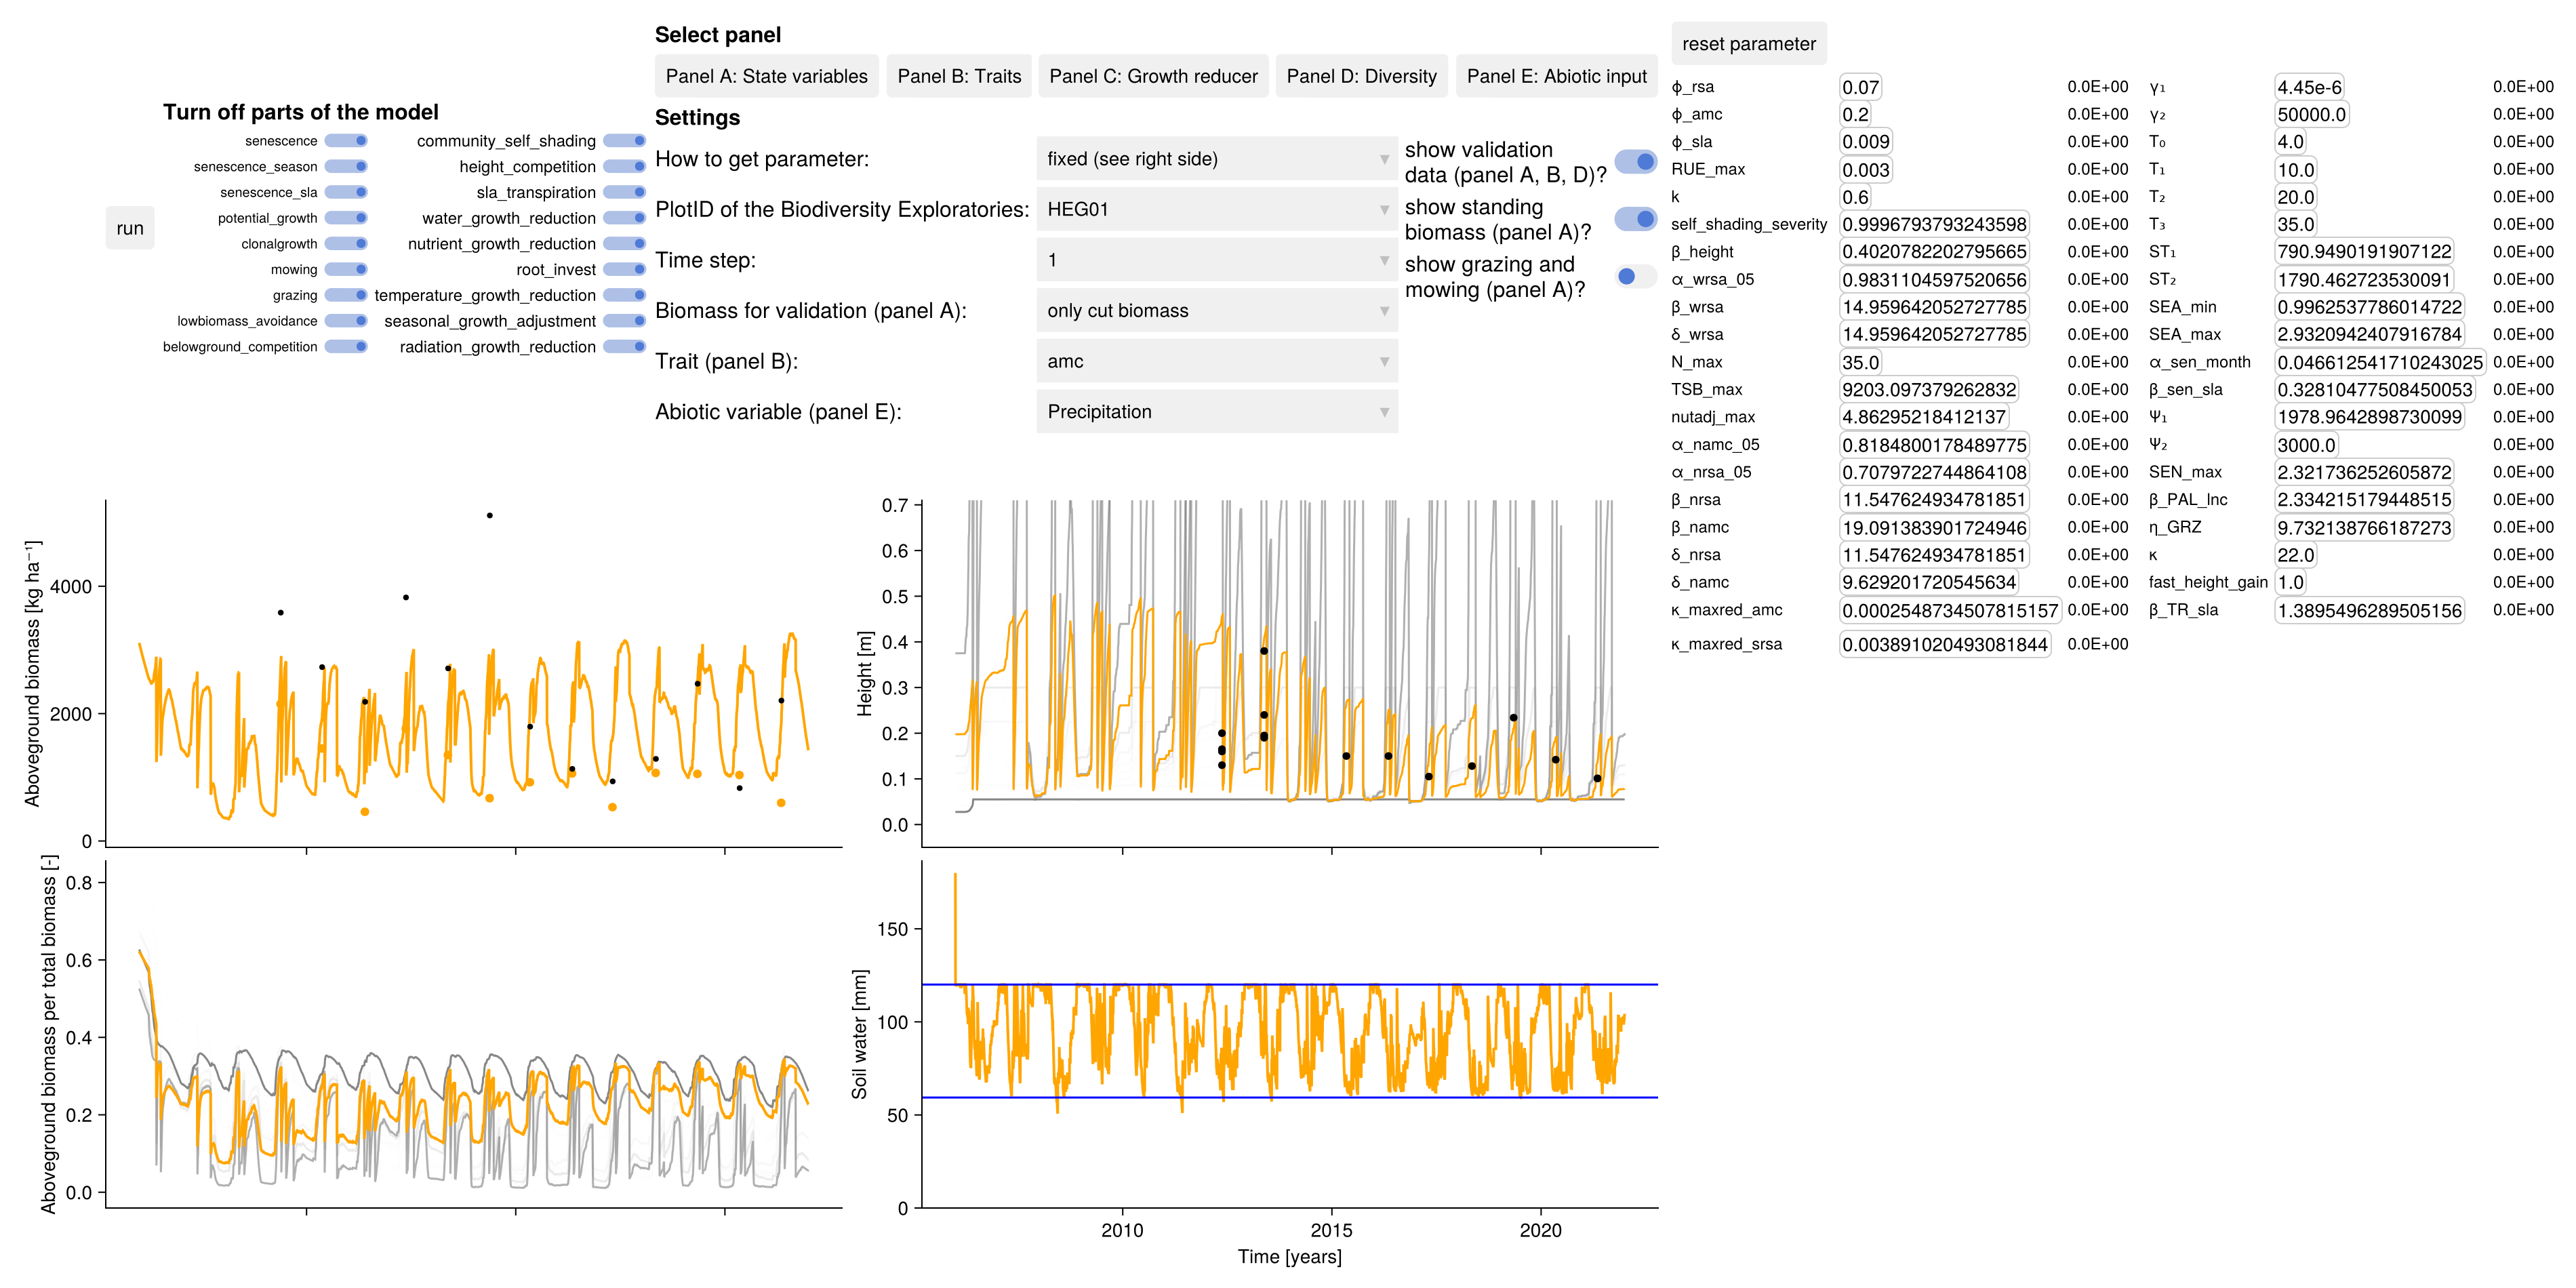 Select panel
Panel A: State variables
Panel B: Traits
Panel C: Growth reducer
Panel D: Diversity
Panel E: Abiotic input
Turn off parts of the model
run
senescence
community_self_shading
senescence_season
height_competition
senescence_sla
sla_transpiration
potential_growth
water_growth_reduction
clonalgrowth
nutrient_growth_reduction
mowing
root_invest
grazing
temperature_growth_reduction
lowbiomass_avoidance
seasonal_growth_adjustment
belowground_competition
radiation_growth_reduction
Settings
How to get parameter:
fixed (see right side)
PlotID of the Biodiversity Exploratories:
HEG01
Time step:
1
Biomass for validation (panel A):
only cut biomass
Trait (panel B):
amc
Abiotic variable (panel E):
Precipitation
show validation
data (panel A, B, D)?
show standing
biomass (panel A)?
show grazing and
mowing (panel A)?
reset parameter
ϕ_rsa 0.07 0.0E+00 γ₁ 4.45e-6 0.0E+00
ϕ_amc 0.2 0.0E+00 γ₂ 50000.0 0.0E+00
ϕ_sla 0.009 0.0E+00 T₀ 4.0 0.0E+00
RUE_max 0.003 0.0E+00 T₁ 10.0 0.0E+00
k 0.6 0.0E+00 T₂ 20.0 0.0E+00
self_shading_severity 0.9996793793243598 0.0E+00 T₃ 35.0 0.0E+00
β_height 0.4020782202795665 0.0E+00 ST₁ 790.9490191907122 0.0E+00
α_wrsa_05 0.9831104597520656 0.0E+00 ST₂ 1790.462723530091 0.0E+00
β_wrsa 14.959642052727785 0.0E+00 SEA_min 0.9962537786014722 0.0E+00
δ_wrsa 14.959642052727785 0.0E+00 SEA_max 2.9320942407916784 0.0E+00
N_max 35.0 0.0E+00 α_sen_month 0.046612541710243025 0.0E+00
TSB_max 9203.097379262832 0.0E+00 β_sen_sla 0.32810477508450053 0.0E+00
nutadj_max 4.86295218412137 0.0E+00 Ψ₁ 1978.9642898730099 0.0E+00
α_namc_05 0.8184800178489775 0.0E+00 Ψ₂ 3000.0 0.0E+00
α_nrsa_05 0.7079722744864108 0.0E+00 SEN_max 2.321736252605872 0.0E+00
β_nrsa 11.547624934781851 0.0E+00 β_PAL_lnc 2.334215179448515 0.0E+00
β_namc 19.091383901724946 0.0E+00 η_GRZ 9.732138766187273 0.0E+00
δ_nrsa 11.547624934781851 0.0E+00 κ 22.0 0.0E+00
δ_namc 9.629201720545634 0.0E+00 fast_height_gain 1.0 0.0E+00
κ_maxred_amc 0.0002548734507815157 0.0E+00 β_TR_sla 1.3895496289505156 0.0E+00
κ_maxred_srsa 0.003891020493081844 0.0E+00
Aboveground biomass [kg ha⁻¹]
4000
2000
0
Height [m]
0.7
0.6
0.5
0.4
0.3
0.2
0.1
0.0
Aboveground biomass per total biomass [-]
0.8
0.6
0.4
0.2
0.0
Soil water [mm]
150
100
50
0
2010
2015
2020
Time [years]